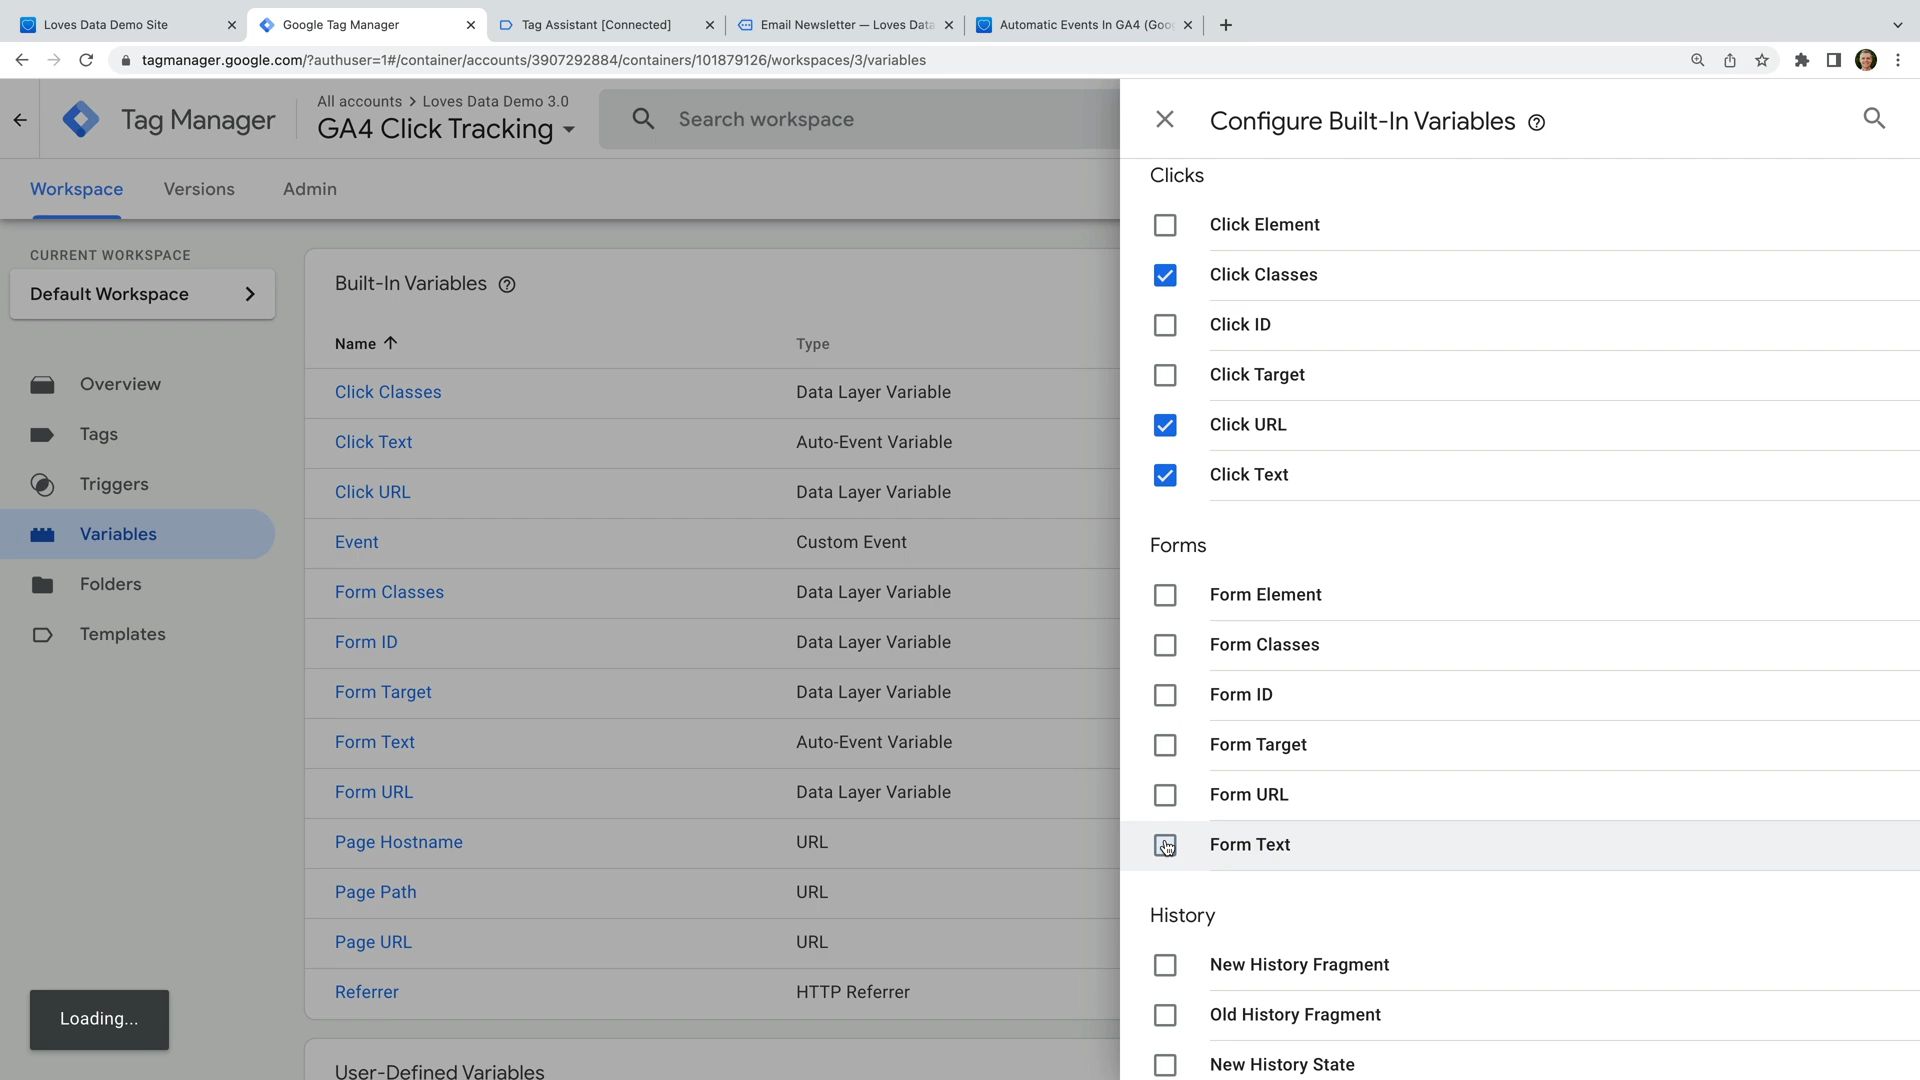 Loves Data Demo Site
Google Tag Manager
Tag Assistant [Connected]
Email Newsletter — Loves Data
Automatic Events In GA4 (Goo
tagmanager.google.com/?authuser=1#/container/accounts/3907292884/containers/101879126/workspaces/3/variables
Tag Manager
All accounts > Loves Data Demo 3.0
GA4 Click Tracking
Search workspace
Configure Built-In Variables
Workspace
Versions
Admin
CURRENT WORKSPACE
Default Workspace
Overview
Tags
Triggers
Variables
Folders
Templates
Loading...
Built-In Variables
Name Type
Click Classes Data Layer Variable
Click Text Auto-Event Variable
Click URL Data Layer Variable
Event Custom Event
Form Classes Data Layer Variable
Form ID Data Layer Variable
Form Target Data Layer Variable
Form Text Auto-Event Variable
Form URL Data Layer Variable
Page Hostname URL
Page Path URL
Page URL URL
Referrer HTTP Referrer
User-Defined Variables
Clicks
Click Element
Click Classes
Click ID
Click Target
Click URL
Click Text
Forms
Form Element
Form Classes
Form ID
Form Target
Form URL
Form Text
History
New History Fragment
Old History Fragment
New History State